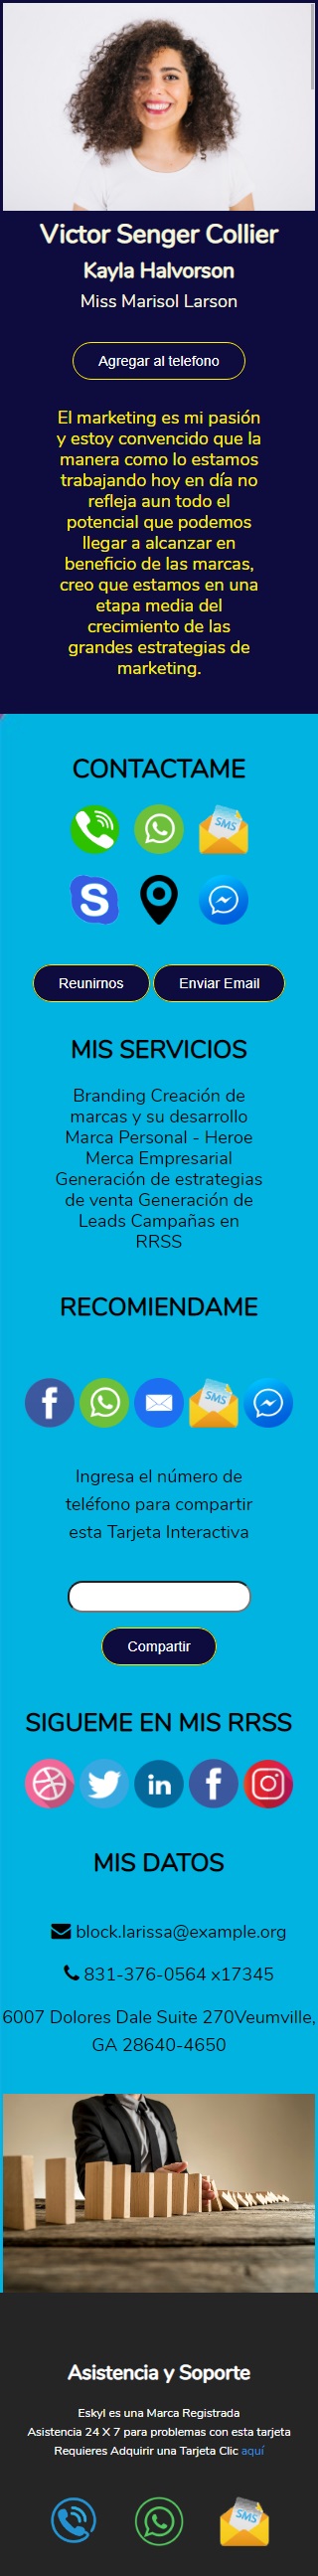 Victor Senger Collier
Kayla Halvorson
Miss Marisol Larson
Agregar al telefono
El marketing es mi pasión
y estoy convencido que la
manera como lo estamos
trabajando hoy en día no
refleja aun todo el
potencial que podemos
llegar a alcanzar en
beneficio de las marcas,
creo que estamos en una
etapa media del
crecimiento de las
grandes estrategias de
marketing.
CONTACTAME
SMS
S
Reunirnos
Enviar Email
MIS SERVICIOS
Branding Creación de
marcas y su desarrollo
Marca Personal - Heroe
Merca Empresarial
Generación de estrategias
de venta Generación de
Leads Campañas en
RRSS
RECOMIENDAME
f
SMS
Ingresa el número de
teléfono para compartir
esta Tarjeta Interactiva
Compartir
SIGUEME EN MIS RRSS
in
f
MIS DATOS
block.larissa@example.org
831-376-0564 x17345
6007 Dolores Dale Suite 270Veumville,
GA 28640-4650
Asistencia y Soporte
Eskyl es una Marca Registrada
Asistencia 24 X 7 para problemas con esta tarjeta
Requieres Adquirir una Tarjeta Clic aquí
SMS